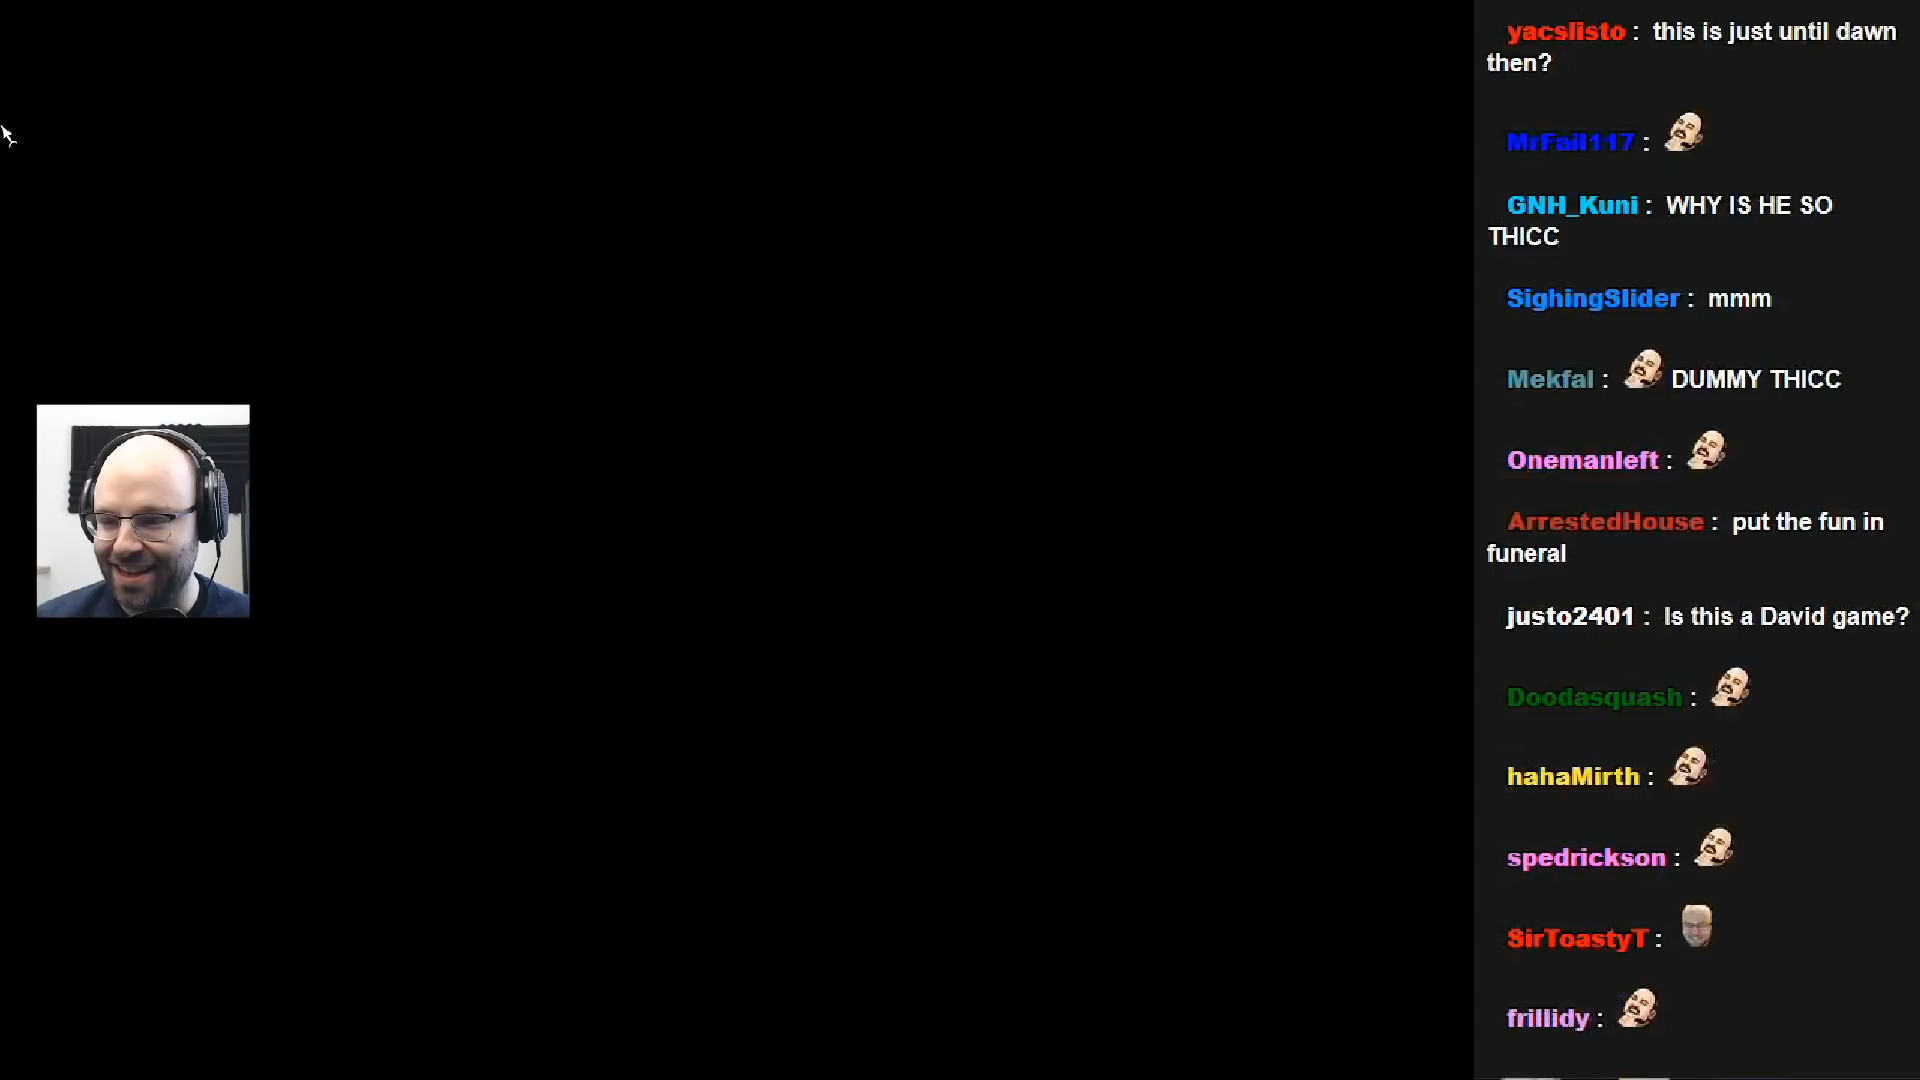 yacslisto : this is just until dawn
then?
MrFail117 :
GNH_Kuni : WHY IS HE SO
THICC
SighingSlider : mmm
Mekfal : DUMMY THICC
Onemanleft :
ArrestedHouse : put the fun in
funeral
justo2401 : Is this a David game?
Doodasquash :
hahaMirth :
spedrickson :
SirToastyT :
frillidy :